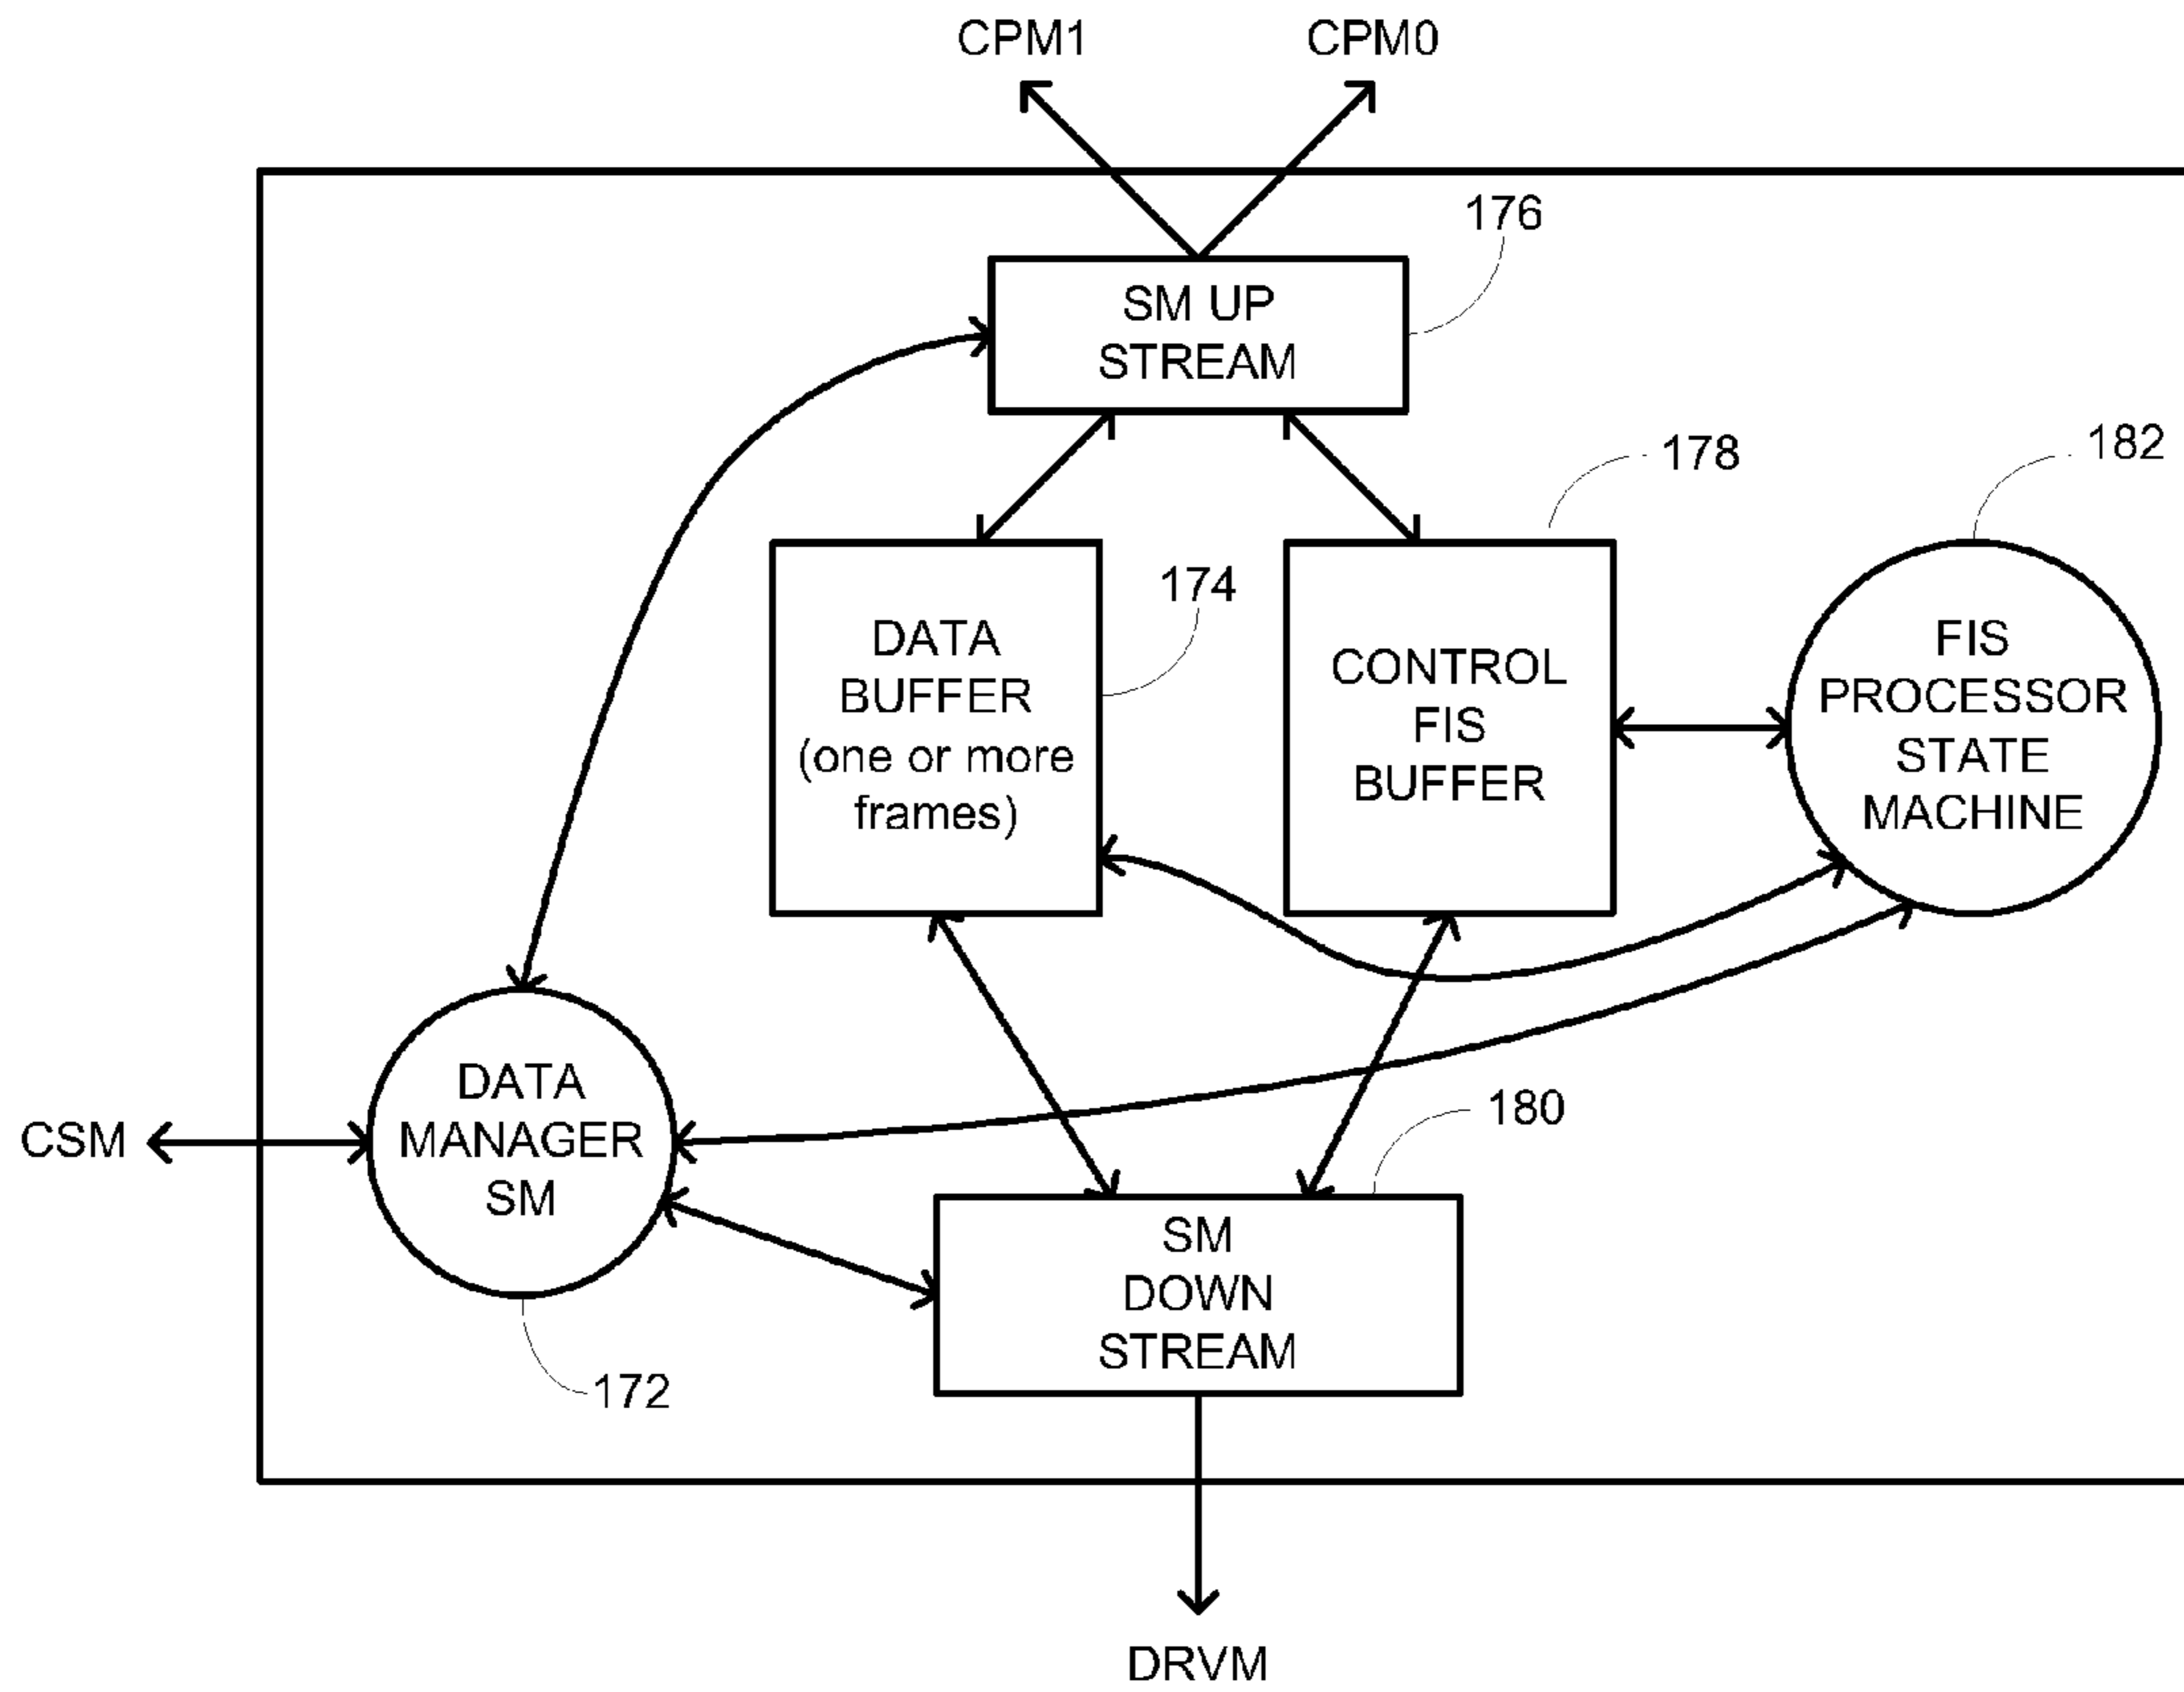 CPM1
CPM0
176
SM UP
STREAM
178
182
174
DATA
BUFFER
(one or more
frames)
CONTROL
FIS
BUFFER
FIS
PROCESSOR
STATE
MACHINE
CSM
DATA
MANAGER
SM
180
SM
DOWN
STREAM
172
DRVM